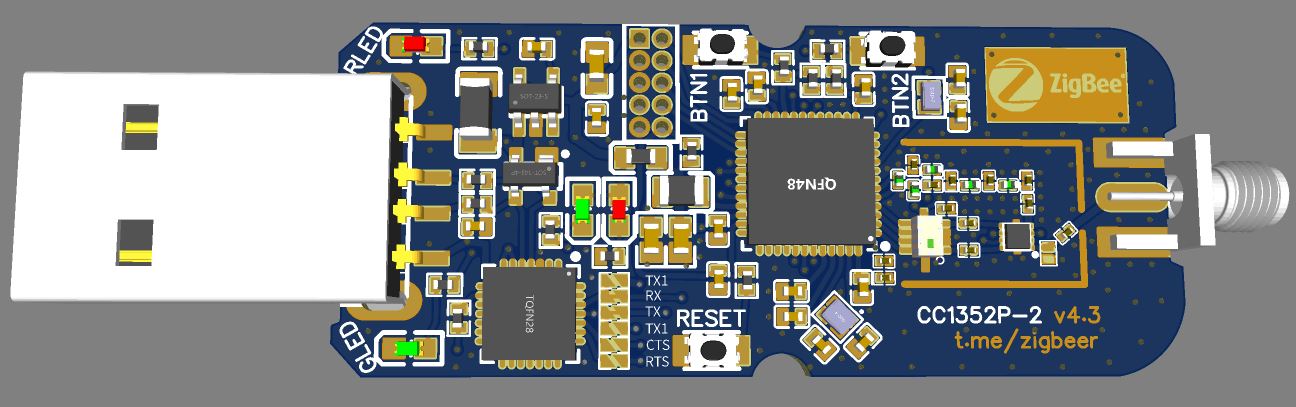 RLED
BTN1
BTN2
ZigBee
QFN48
TQFN28
TX1
RX
TX
TX1
CTS
RTS
RESET
GLED
CC1352P-2 v4.3
t.me/zigbeer